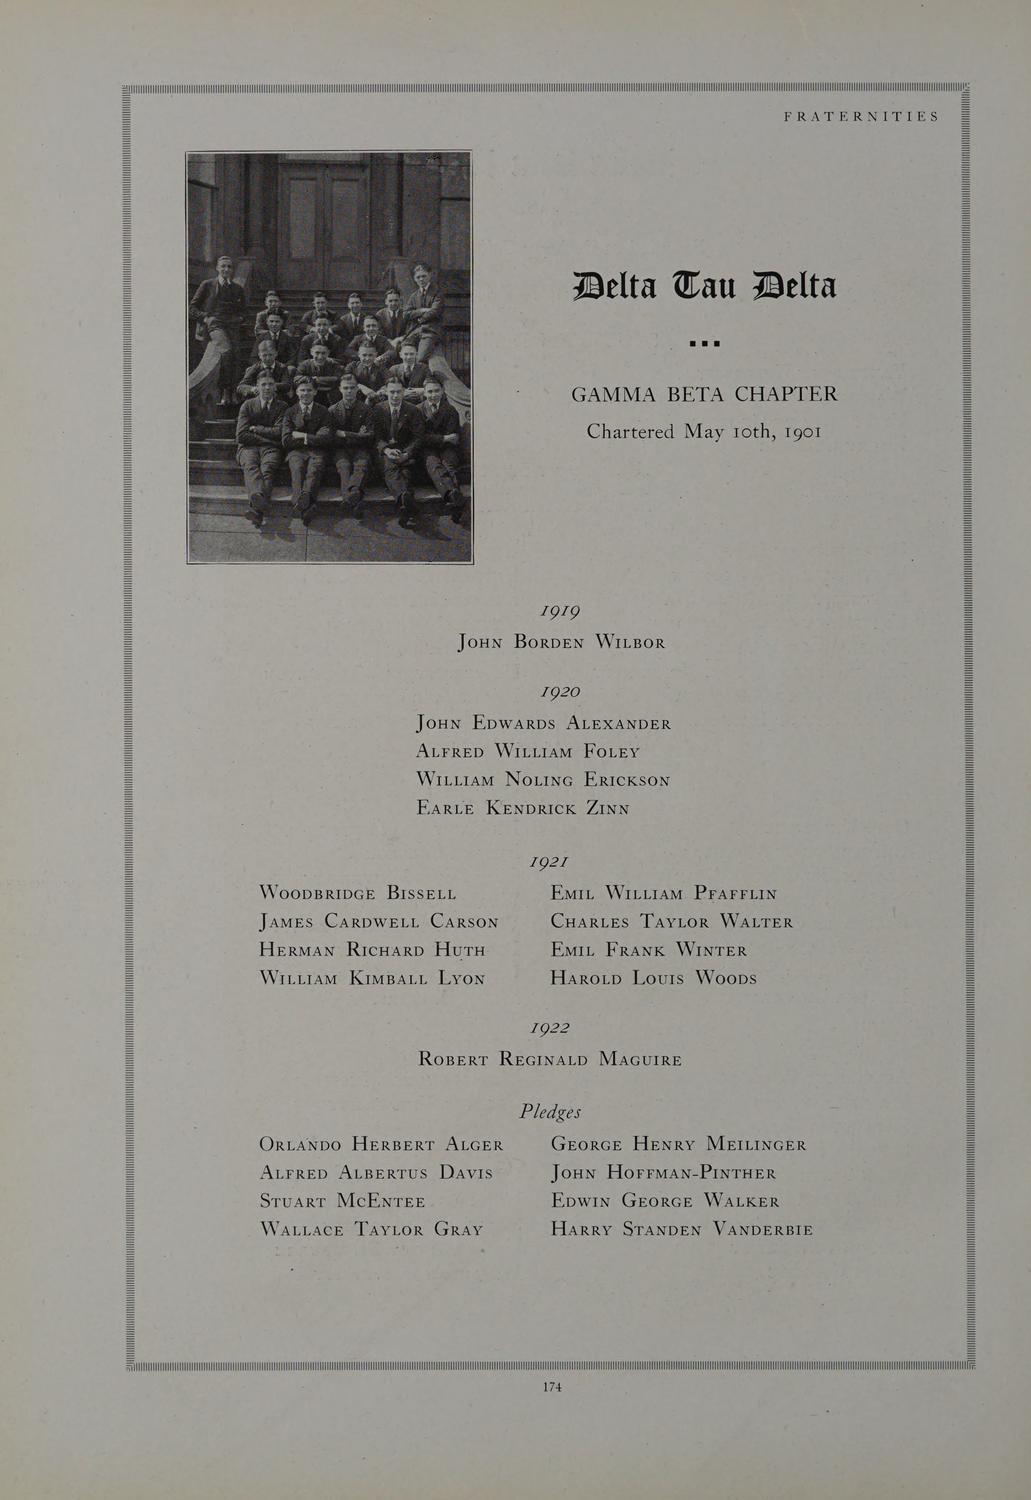 FRATERNITIES
Delta Tau Delta
GAMMA BETA CHAPTER
Chartered May 10th, 1901
1919
John Borden Wilbor
1920
John Edwards Alexander
Alfred William Foley
William Noling Erickson
Earle Kendrick Zinn
1921
Woodbridge Bissell
James Cardwell Carson
Herman Richard Huth
William Kimball Lyon
Emil William Pfafflin
Charles Taylor Walter
Emil Frank Winter
Harold Louis Woods
1922
Robert Reginald Maguire
Pledges
Orlando Herbert Alger
Alfred Albertus Davis
Stuart McEntee
Wallace Taylor Gray
George Henry Meilinger
John Hoffman-Pinther
Edwin George Walker
Harry Standen Vanderbie
174